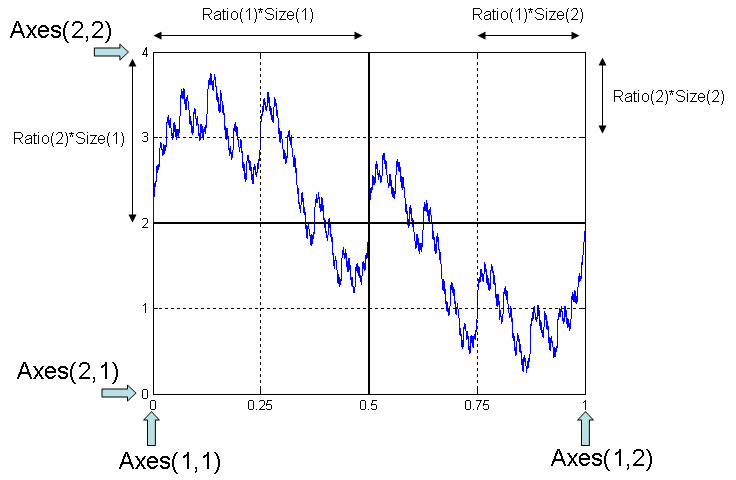 Ratio(1)*Size(1)
Ratio(1)*Size(2)
Axes(2,2)
4
Ratio(2)*Size(2)
Ratio(2)*Size(1)
3
2
1
Axes(2,1)
0
0
0.25
0.5
0.75
1
Axes(1,1)
Axes(1,2)